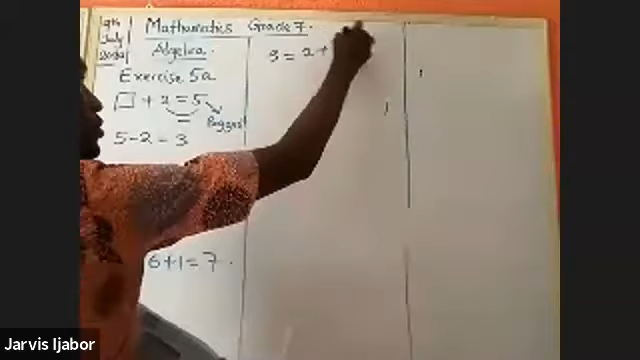 9th
July
Mathematics Grade 7.
Algebra.
Exercise 5a
□ + 2 = 5
Biggest
5 - 2 = 3
6 + 1 = 7.
9 = 2 +
Jarvis Ijabor